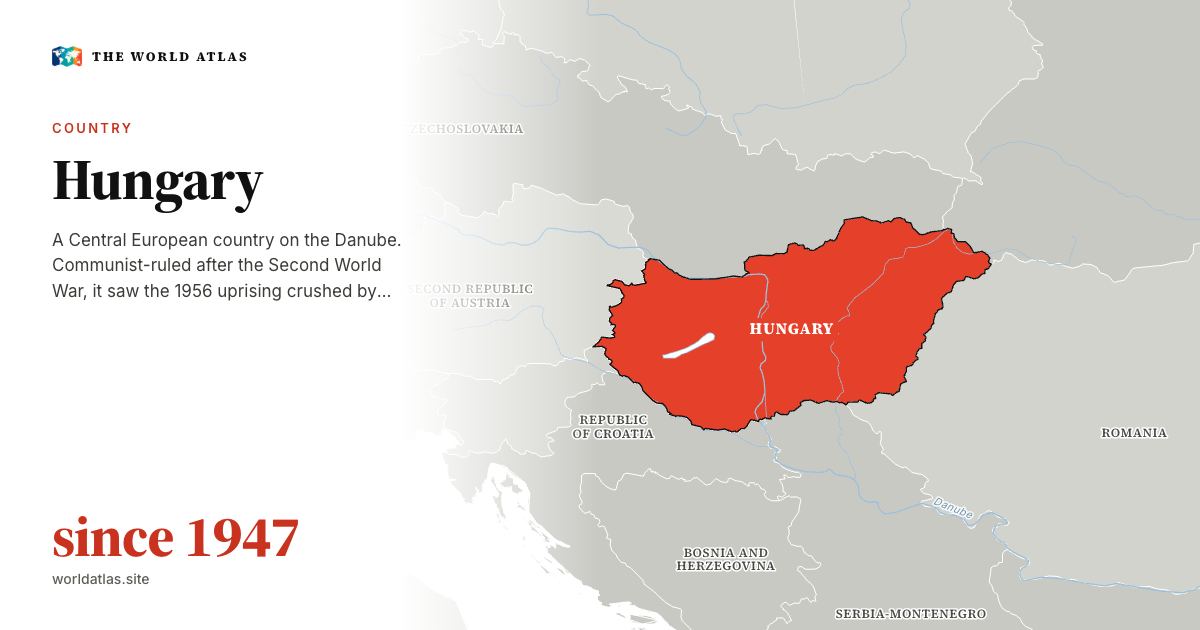 THE WORLD ATLAS
COUNTRY
Hungary
A Central European country on the Danube.
Communist-ruled after the Second World
War, it saw the 1956 uprising crushed by...
since 1947
worldatlas.site
ZECHOSLOVAKIA
SECOND REPUBLIC
OF AUSTRIA
HUNGARY
REPUBLIC
OF CROATIA
ROMANIA
Danube
BOSNIA AND
HERZEGOVINA
SERBIA-MONTENEGRO